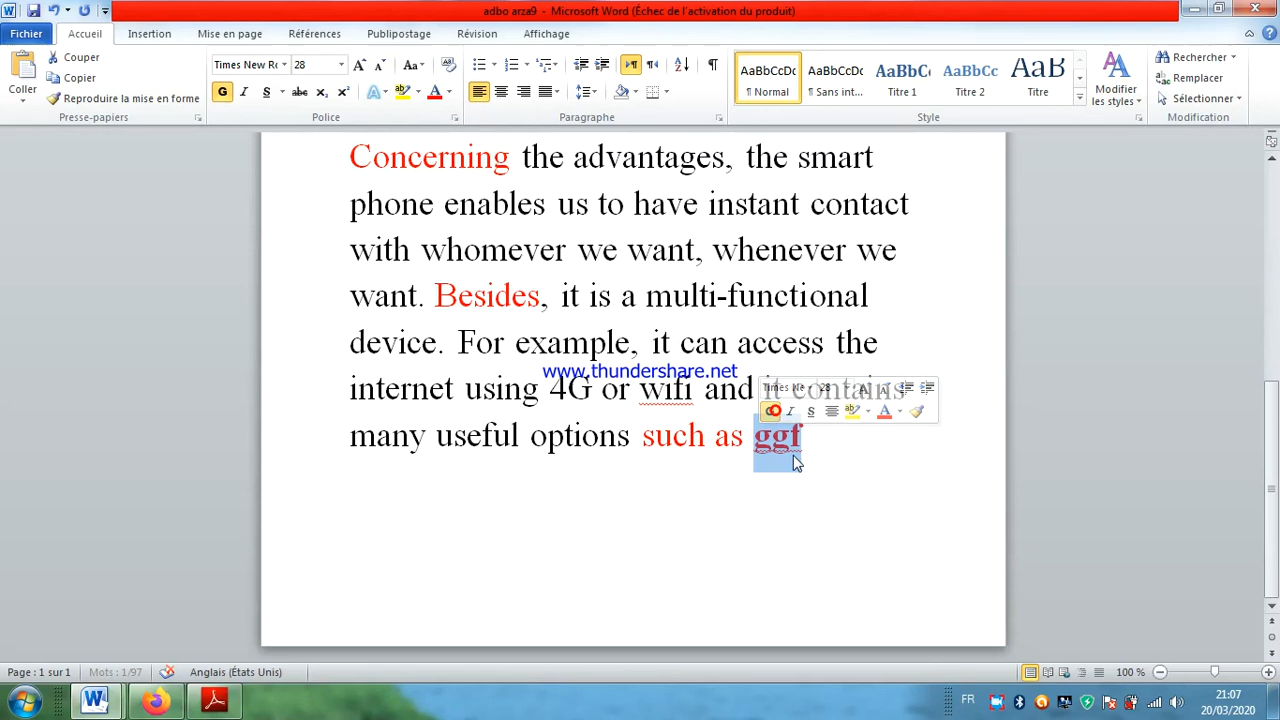 adbo arza9 - Microsoft Word (Échec de l'activation du produit)
Fichier Accueil Insertion Mise en page Références Publipostage Révision Affichage
Coller
Couper
Copier
Reproduire la mise en forme
Presse-papiers
Times New Ro 28
Police
Paragraphe
AaBbCcDc AaBbCcDc AaBbCc AaBbCc AaBb
¶ Normal ¶ Sans int... Titre 1 Titre 2 Titre
Modifier
les styles
Style
Rechercher
Remplacer
Sélectionner
Modification
Concerning the advantages, the smart
phone enables us to have instant contact
with whomever we want, whenever we
want. Besides, it is a multi-functional
device. For example, it can access the
www.thundershare.net
internet using 4G or wifi and it contains
Times Ne 28
many useful options such as ggf
Page : 1 sur 1 Mots : 1/97 Anglais (États Unis) 100 %
FR
21:07
20/03/2020